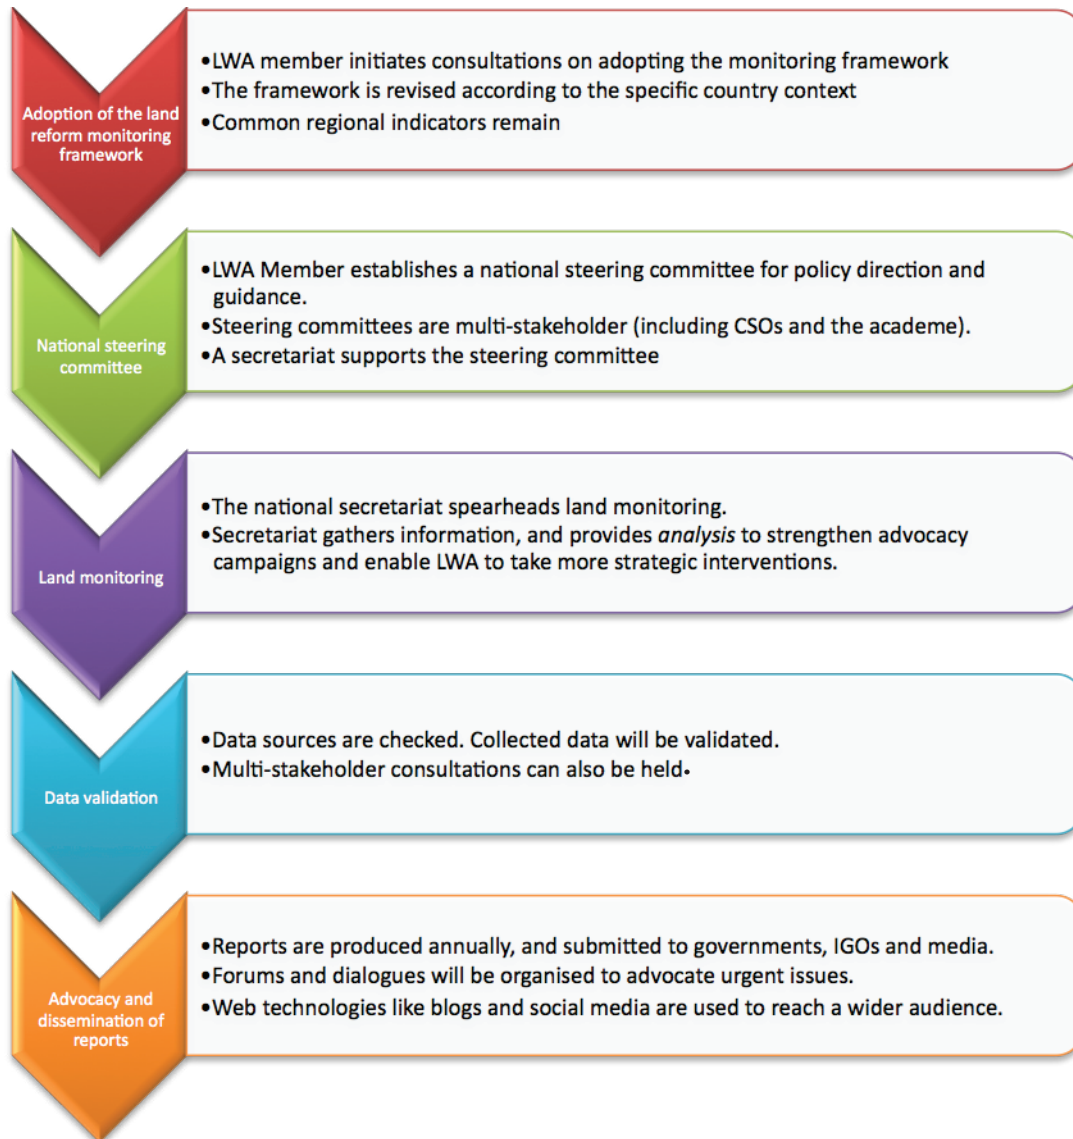 Adoption of the land
reform monitoring
framework
•LWA member initiates consultations on adopting the monitoring framework
•The framework is revised according to the specific country context
•Common regional indicators remain
National steering
committee
•LWA Member establishes a national steering committee for policy direction and
guidance.
•Steering committees are multi-stakeholder (including CSOs and the academe).
•A secretariat supports the steering committee
Land monitoring
•The national secretariat spearheads land monitoring.
•Secretariat gathers information, and provides analysis to strengthen advocacy
campaigns and enable LWA to take more strategic interventions.
Data validation
•Data sources are checked. Collected data will be validated.
•Multi-stakeholder consultations can also be held•
Advocacy and
dissemination of
reports
•Reports are produced annually, and submitted to governments, IGOs and media.
•Forums and dialogues will be organised to advocate urgent issues.
•Web technologies like blogs and social media are used to reach a wider audience.